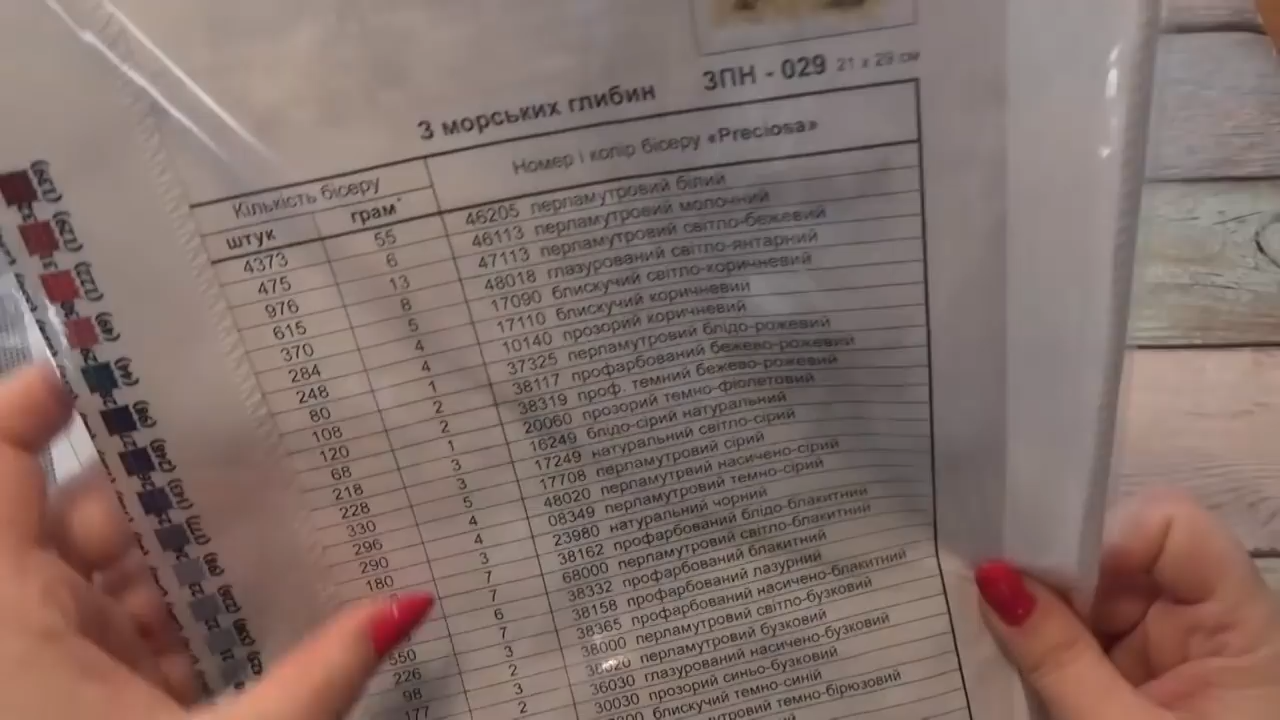 З морських глибин ЗПН - 029 21 x 29 см
Кількість бісеру Номер і колір бісеру «Preciosa»
штук грам*
4373 55 46205 перламутровий білий
475 6 46113 перламутровий молочний
976 13 47113 перламутровий світло-бежевий
615 8 48018 глазурований світло-янтарний
370 5 17090 блискучий світло-коричневий
284 4 17110 блискучий коричневий
248 4 10140 прозорий коричневий
80 1 37325 перламутровий блідо-рожевий
108 2 38117 профарбований бежево-рожевий
120 2 38319 проф. темний бежево-рожевий
68 1 20060 прозорий темно-фіолетовий
218 3 16249 блідо-сірий натуральний
228 3 17249 натуральний світло-сірий
330 5 17708 перламутровий сірий
296 4 48020 перламутрвий насичено-сірий
290 4 08349 перламутровий темно-сірий
180 3 23980 натуральний чорний
7 38162 профарбований блідо-блакитний
7 68000 перламутровий світло-блакитний
6 38332 профарбований блакитний
550 7 38158 профарбований лазурний
226 3 38365 профарбований насичено-блакитний
98 2 38000 перламутровий світло-бузковий
177 3 38020 перламутровий бузковий
2 36030 глазурований насичено-бузковий
30030 прозорий синьо-бузковий
блискучий темно-синій
темно-бірюзовий